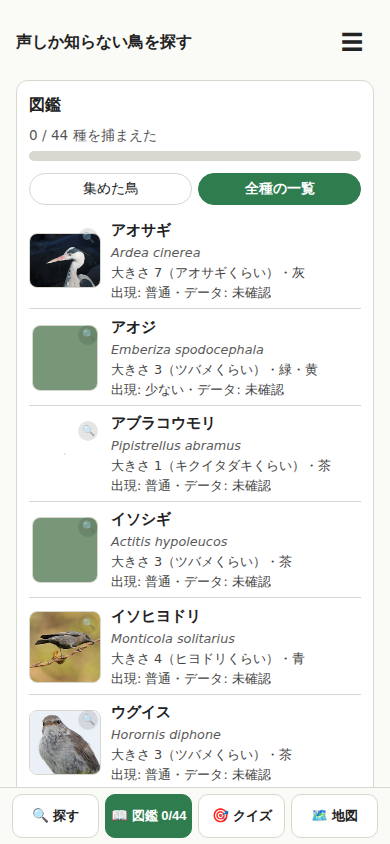 声しか知らない鳥を探す
図鑑
0 / 44 種を捕まえた
集めた鳥
全種の一覧
アオサギ
Ardea cinerea
大きさ 7（アオサギくらい）・灰
出現: 普通・データ: 未確認
アオジ
Emberiza spodocephala
大きさ 3（ツバメくらい）・緑・黄
出現: 少ない・データ: 未確認
アブラコウモリ
Pipistrellus abramus
大きさ 1（キクイタダキくらい）・茶
出現: 普通・データ: 未確認
イソシギ
Actitis hypoleucos
大きさ 3（ツバメくらい）・茶
出現: 普通・データ: 未確認
イソヒヨドリ
Monticola solitarius
大きさ 4（ヒヨドリくらい）・青
出現: 普通・データ: 未確認
ウグイス
Horornis diphone
大きさ 3（ツバメくらい）・茶
出現: 普通・データ: 未確認
探す
図鑑 0/44
クイズ
地図